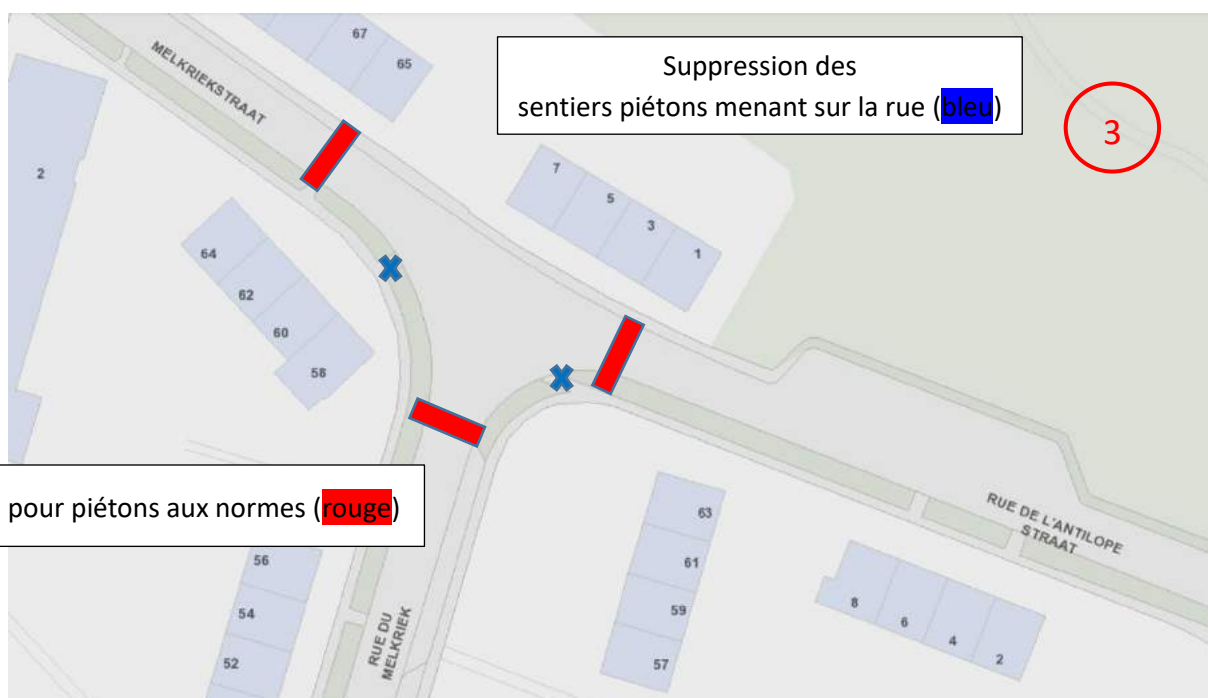 67
65
MELKRIEKSTRAAT
Suppression des
sentiers piétons menant sur la rue (bleu)
3
2
7
5
3
1
64
62
60
58
pour piétons aux normes (rouge)
63
61
59
57
56
54
52
RUE DU
MELKRIEK
RUE DE L'ANTILOPE
STRAAT
8
6
4
2